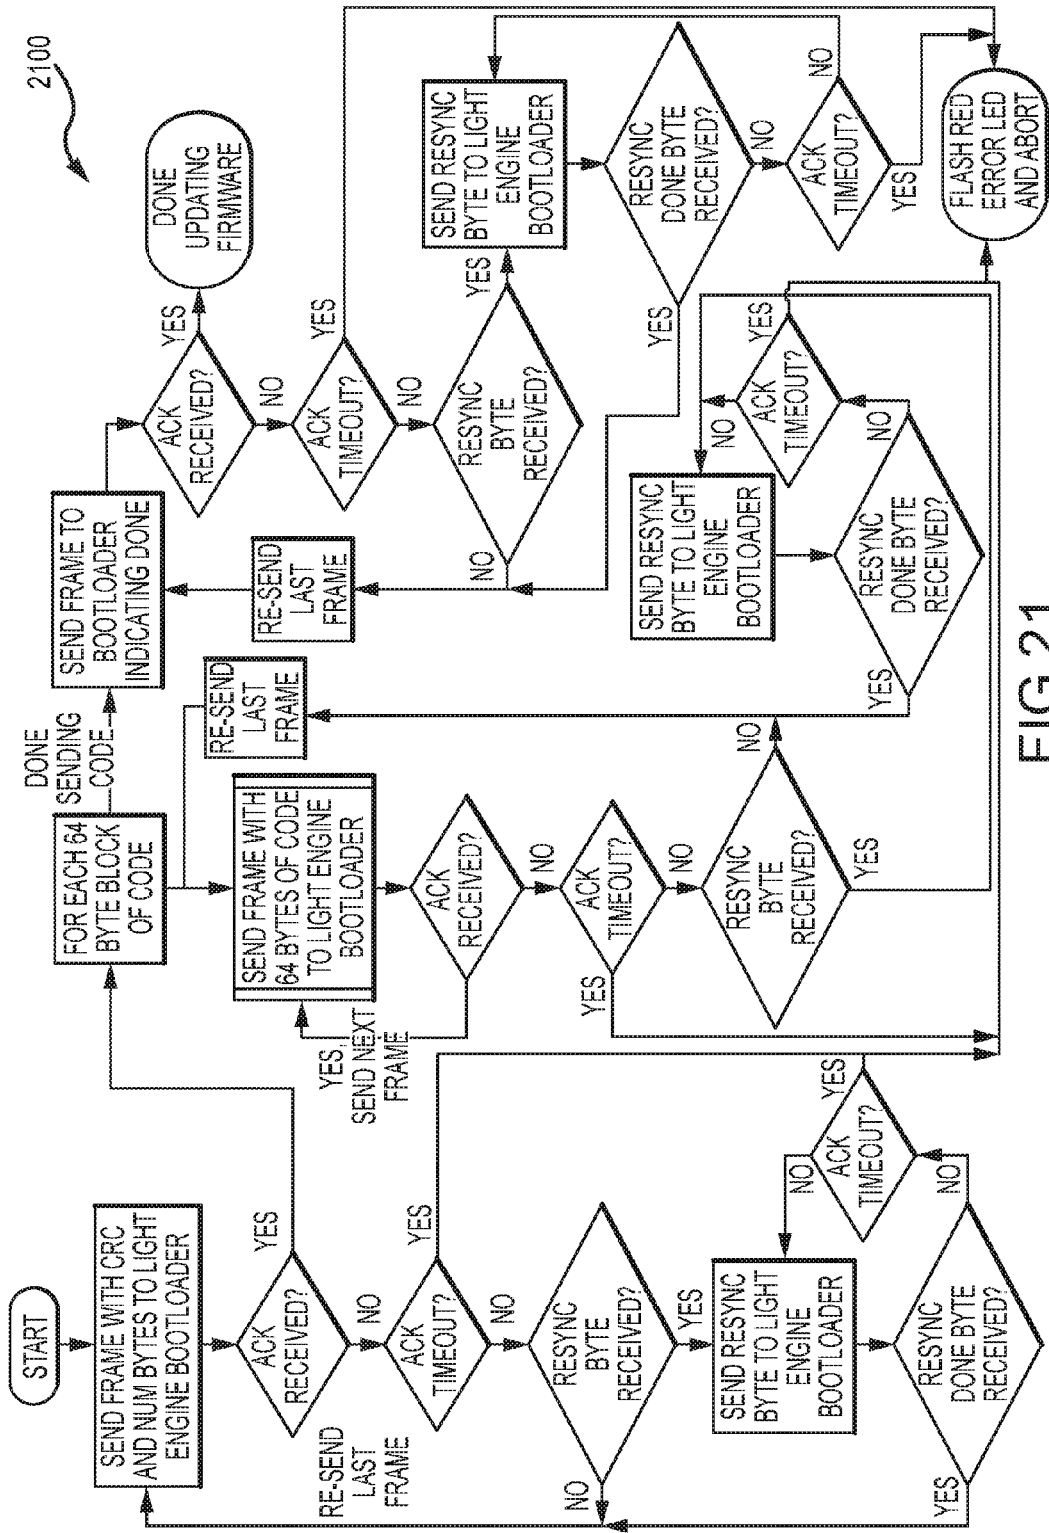 2100
START
SEND FRAME WITH CRC
AND NUM BYTES TO LIGHT
ENGINE BOOTLOADER
ACK
RECEIVED?
YES
NO
ACK
TIMEOUT?
YES
NO
RE-SEND
LAST
FRAME
RESYNC
BYTE
RECEIVED?
NO
YES
SEND RESYNC
BYTE TO LIGHT
ENGINE
BOOTLOADER
NO
ACK
TIMEOUT?
YES
NO
RESYNC
DONE BYTE
RECEIVED?
YES
FOR EACH 64
BYTE BLOCK
OF CODE
DONE
SENDING
CODE
SEND FRAME WITH
64 BYTES OF CODE
TO LIGHT ENGINE
BOOTLOADER
RE-SEND
LAST
FRAME
YES,
SEND NEXT
FRAME
ACK
RECEIVED?
NO
ACK
TIMEOUT?
YES
NO
RESYNC
BYTE
RECEIVED?
NO
YES
SEND RESYNC
BYTE TO LIGHT
ENGINE
BOOTLOADER
NO
ACK
TIMEOUT?
YES
NO
RESYNC
DONE BYTE
RECEIVED?
YES
SEND FRAME TO
BOOTLOADER
INDICATING DONE
RE-SEND
LAST
FRAME
ACK
RECEIVED?
YES
DONE
UPDATING
FIRMWARE
NO
ACK
TIMEOUT?
YES
NO
RESYNC
BYTE
RECEIVED?
NO
YES
SEND RESYNC
BYTE TO LIGHT
ENGINE
BOOTLOADER
RESYNC
DONE BYTE
RECEIVED?
YES
NO
ACK
TIMEOUT?
NO
YES
FLASH RED
ERROR LED
AND ABORT
FIG.21